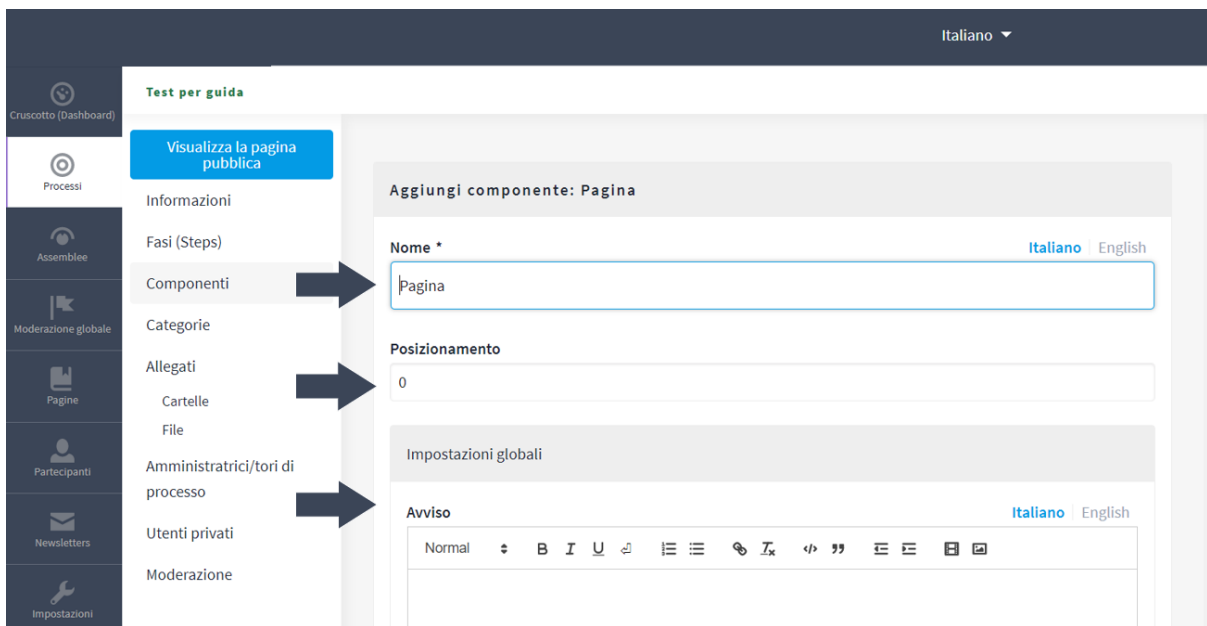 Italiano
Cruscotto (Dashboard)
Processi
Assemblee
Moderazione globale
Pagine
Partecipanti
Newsletters
Impostazioni
Test per guida
Visualizza la pagina
pubblica
Informazioni
Fasi (Steps)
Componenti
Categorie
Allegati
Cartelle
File
Amministratrici/tori di
processo
Utenti privati
Moderazione
Aggiungi componente: Pagina
Nome * Italiano English
Pagina
Posizionamento
0
Impostazioni globali
Avviso Italiano English
Normal